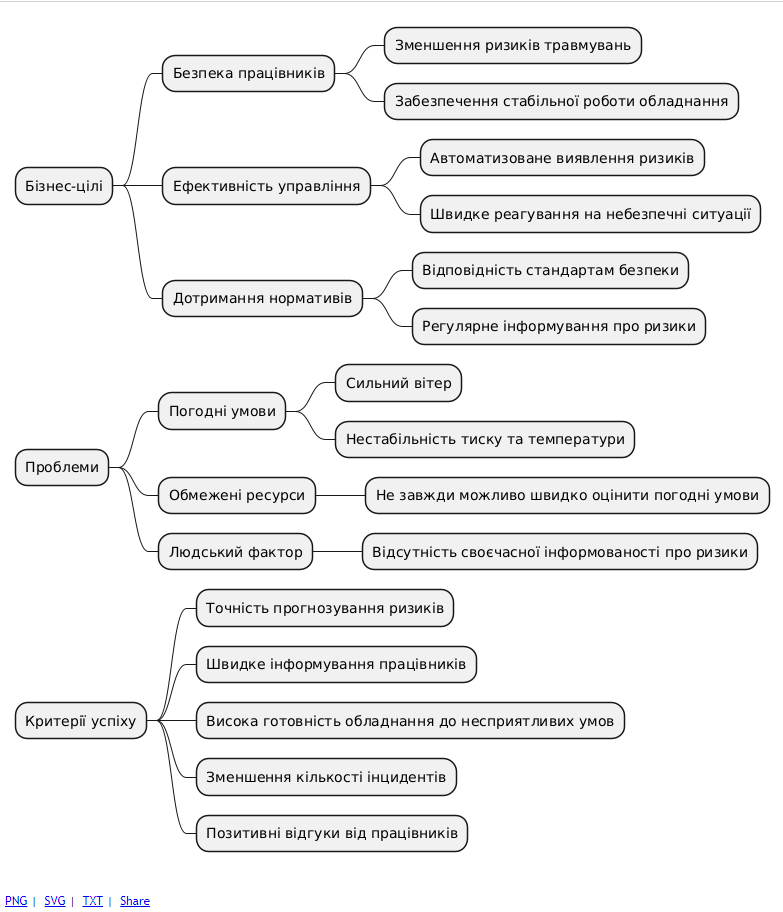 Бізнес-цілі
Безпека працівників
Зменшення ризиків травмувань
Забезпечення стабільної роботи обладнання
Ефективність управління
Автоматизоване виявлення ризиків
Швидке реагування на небезпечні ситуації
Дотримання нормативів
Відповідність стандартам безпеки
Регулярне інформування про ризики
Проблеми
Погодні умови
Сильний вітер
Нестабільність тиску та температури
Обмежені ресурси
Не завжди можливо швидко оцінити погодні умови
Людський фактор
Відсутність своєчасної інформованості про ризики
Критерії успіху
Точність прогнозування ризиків
Швидке інформування працівників
Висока готовність обладнання до несприятливих умов
Зменшення кількості інцидентів
Позитивні відгуки від працівників
PNG | SVG | TXT | Share